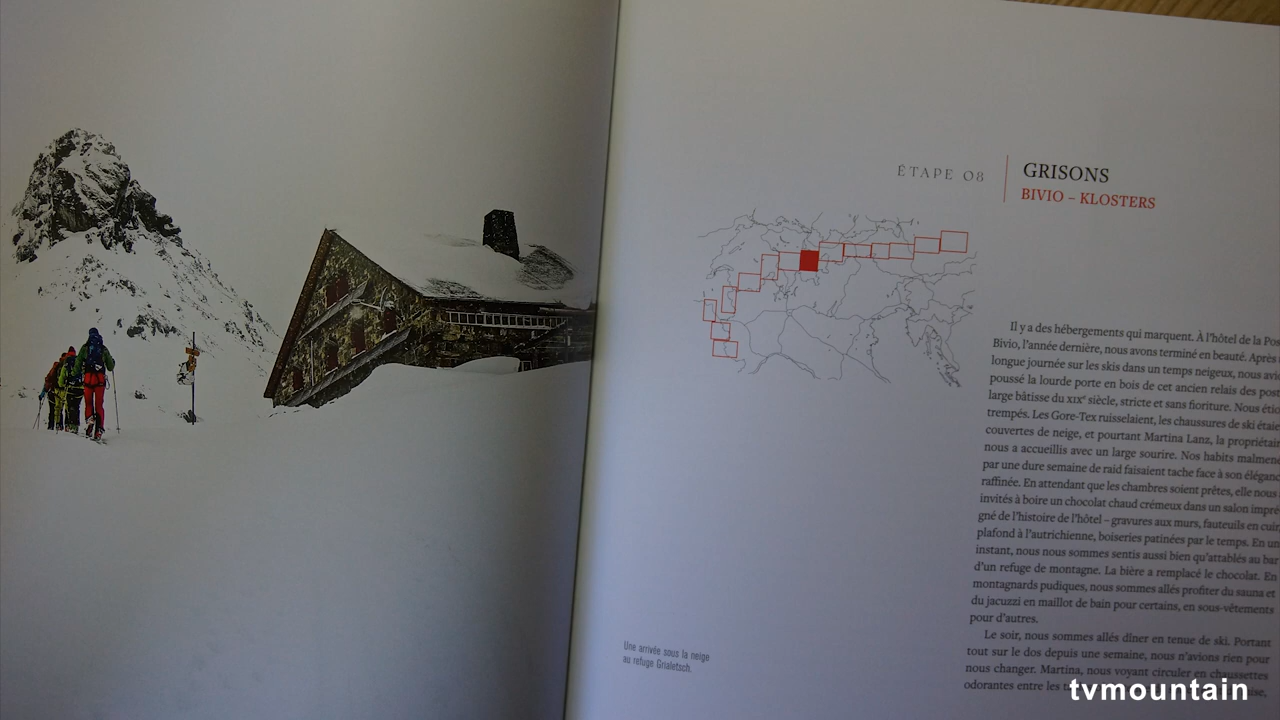 ÉTAPE 08
GRISONS
BIVIO – KLOSTERS
Il y a des hébergements qui marquent. À l'hôtel de la Pos
Bivio, l'année dernière, nous avons terminé en beauté. Après
longue journée sur les skis dans un temps neigeux, nous avi
poussé la lourde porte en bois de cet ancien relais des post
large bâtisse du XIXe siècle, stricte et sans fioriture. Nous étio
trempés. Les Gore-Tex ruisselaient, les chaussures de ski étaie
couvertes de neige, et pourtant Martina Lanz, la propriétair
nous a accueillis avec un large sourire. Nos habits malmené
par une dure semaine de raid faisaient tache face à son éléganc
raffinée. En attendant que les chambres soient prêtes, elle nous
invités à boire un chocolat chaud crémeux dans un salon impré
gné de l'histoire de l'hôtel – gravures aux murs, fauteuils en cuir,
plafond à l'autrichienne, boiseries patinées par le temps. En un
instant, nous nous sommes sentis aussi bien qu'attablés au bar
d'un refuge de montagne. La bière a remplacé le chocolat. En
montagnards pudiques, nous sommes allés profiter du sauna et
du jacuzzi en maillot de bain pour certains, en sous-vêtements
pour d'autres.
Le soir, nous sommes allés dîner en tenue de ski. Portant
tout sur le dos depuis une semaine, nous n'avions rien pour
nous changer. Martina, nous voyant circuler en chaussettes
odorantes entre les
Une arrivée sous la neige
au refuge Grialetsch.
tvmountain